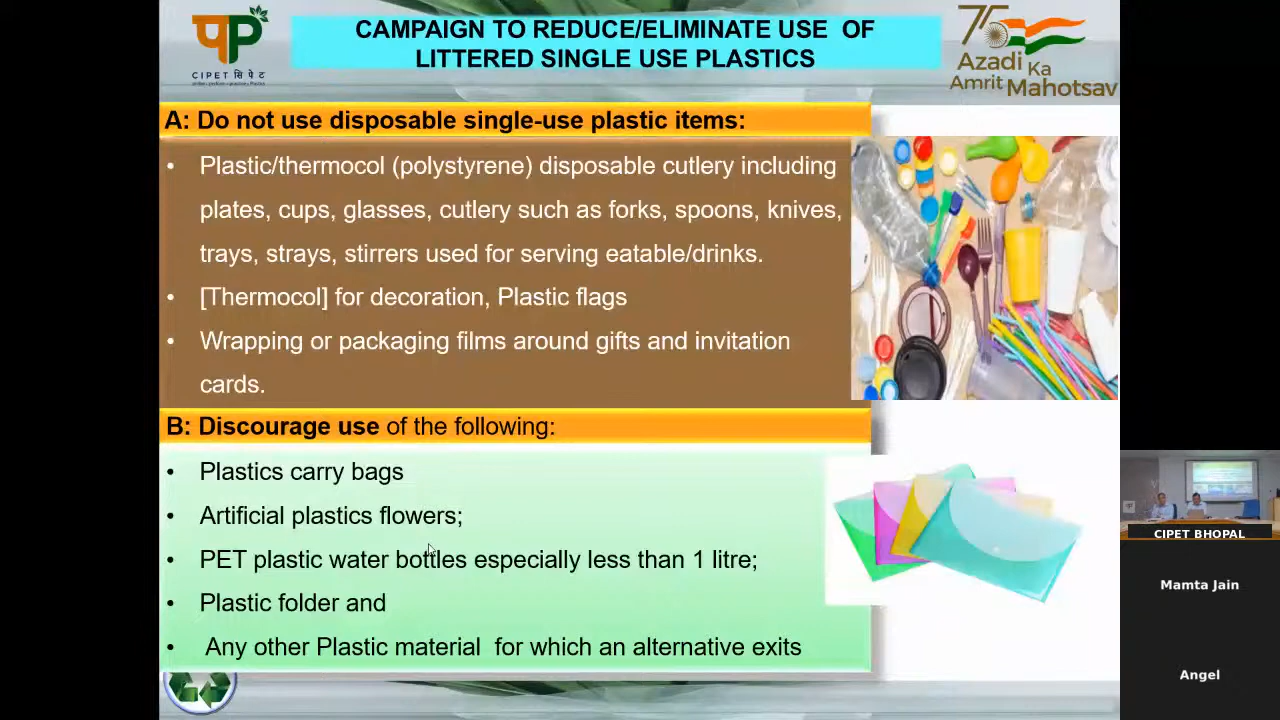 CAMPAIGN TO REDUCE/ELIMINATE USE OF
LITTERED SINGLE USE PLASTICS
CIPET सिपेट
75
Azadi Ka
Amrit Mahotsav
A: Do not use disposable single-use plastic items:
• Plastic/thermocol (polystyrene) disposable cutlery including
plates, cups, glasses, cutlery such as forks, spoons, knives,
trays, strays, stirrers used for serving eatable/drinks.
• [Thermocol] for decoration, Plastic flags
• Wrapping or packaging films around gifts and invitation
cards.
B: Discourage use of the following:
• Plastics carry bags
• Artificial plastics flowers;
• PET plastic water bottles especially less than 1 litre;
• Plastic folder and
• Any other Plastic material for which an alternative exits
CIPET BHOPAL
Mamta Jain
Angel